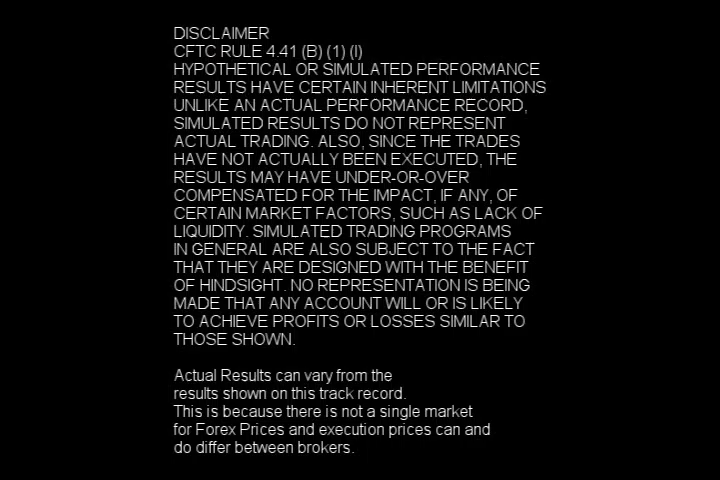 DISCLAIMER
CFTC RULE 4.41 (B) (1) (I)
HYPOTHETICAL OR SIMULATED PERFORMANCE
RESULTS HAVE CERTAIN INHERENT LIMITATIONS
UNLIKE AN ACTUAL PERFORMANCE RECORD,
SIMULATED RESULTS DO NOT REPRESENT
ACTUAL TRADING. ALSO, SINCE THE TRADES
HAVE NOT ACTUALLY BEEN EXECUTED, THE
RESULTS MAY HAVE UNDER-OR-OVER
COMPENSATED FOR THE IMPACT, IF ANY, OF
CERTAIN MARKET FACTORS, SUCH AS LACK OF
LIQUIDITY. SIMULATED TRADING PROGRAMS
IN GENERAL ARE ALSO SUBJECT TO THE FACT
THAT THEY ARE DESIGNED WITH THE BENEFIT
OF HINDSIGHT. NO REPRESENTATION IS BEING
MADE THAT ANY ACCOUNT WILL OR IS LIKELY
TO ACHIEVE PROFITS OR LOSSES SIMILAR TO
THOSE SHOWN.
Actual Results can vary from the
results shown on this track record.
This is because there is not a single market
for Forex Prices and execution prices can and
do differ between brokers.